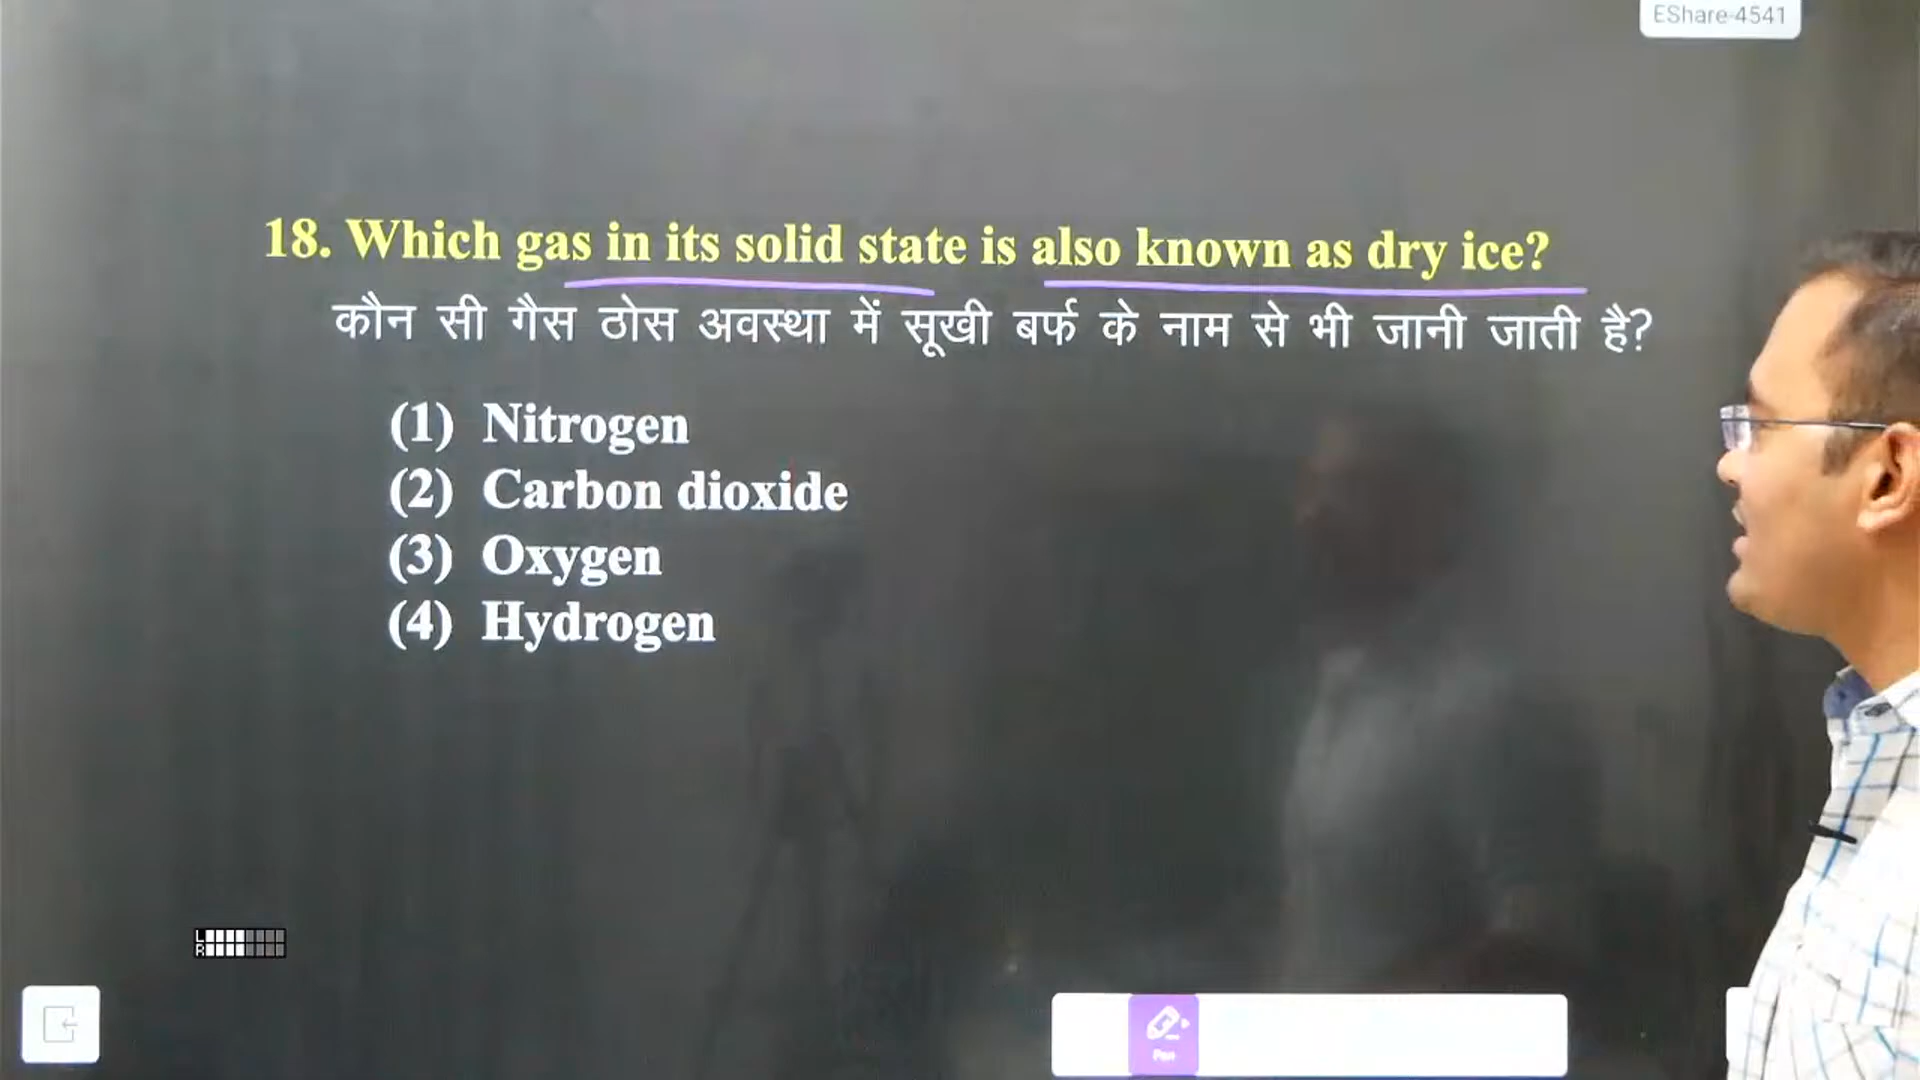 EShare-4541
18. Which gas in its solid state is also known as dry ice?
कौन सी गैस ठोस अवस्था में सूखी बर्फ के नाम से भी जानी जाती है?
(1) Nitrogen
(2) Carbon dioxide
(3) Oxygen
(4) Hydrogen
L
R
Pen